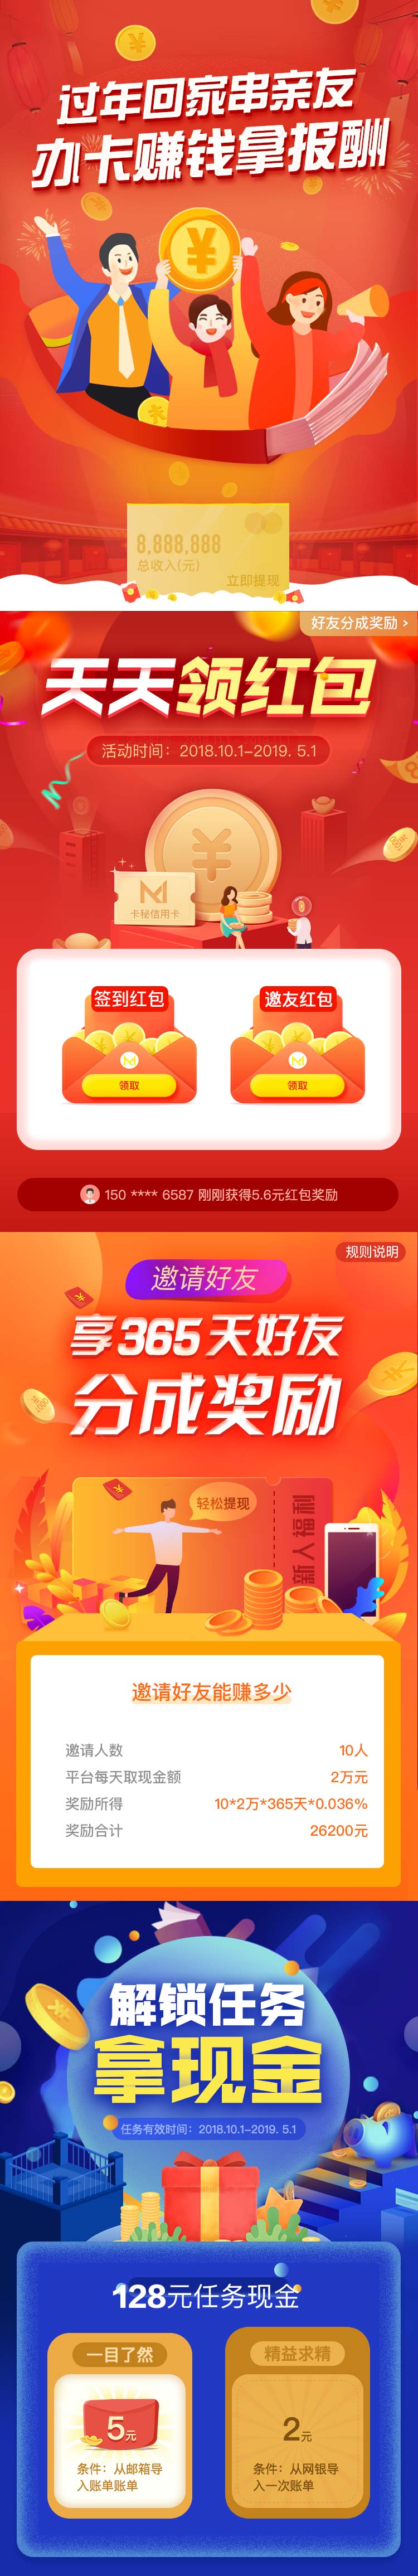 过年回家串亲友
办卡赚钱拿报酬
8,888,888
总收入(元)
立即提现
好友分成奖励 >
天天领红包
活动时间：2018.10.1-2019. 5.1
卡秘信用卡
签到红包
邀友红包
领取
领取
150 **** 6587 刚刚获得5.6元红包奖励
规则说明
邀请好友
享365天好友
分成奖励
轻松提现
新人福利
邀请好友能赚多少
邀请人数 10人
平台每天取现金额 2万元
奖励所得 10*2万*365天*0.036%
奖励合计 26200元
解锁任务
拿现金
任务有效时间：2018.10.1-2019. 5.1
128元任务现金
一目了然
精益求精
5元
2元
条件：从邮箱导
入账单账单
条件：从网银导
入一次账单